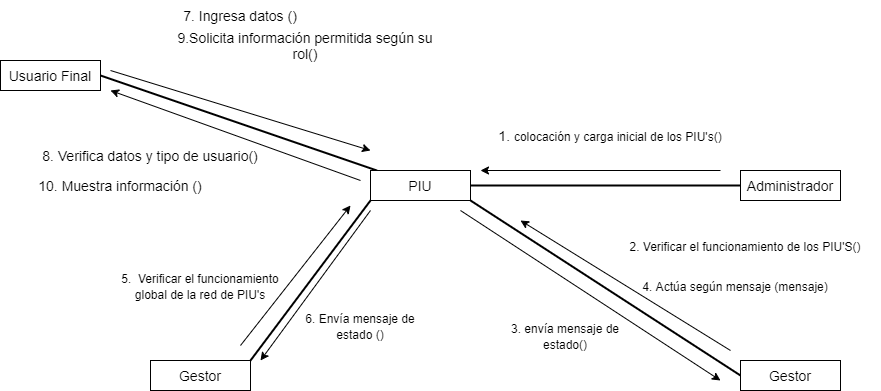 7. Ingresa datos ()
9.Solicita información permitida según su
rol()
Usuario Final
1. colocación y carga inicial de los PIU's()
8. Verifica datos y tipo de usuario()
10. Muestra información ()
PIU
Administrador
2. Verificar el funcionamiento de los PIU'S()
5. Verificar el funcionamiento
global de la red de PIU's
4. Actúa según mensaje (mensaje)
6. Envía mensaje de
estado ()
3. envía mensaje de
estado()
Gestor
Gestor